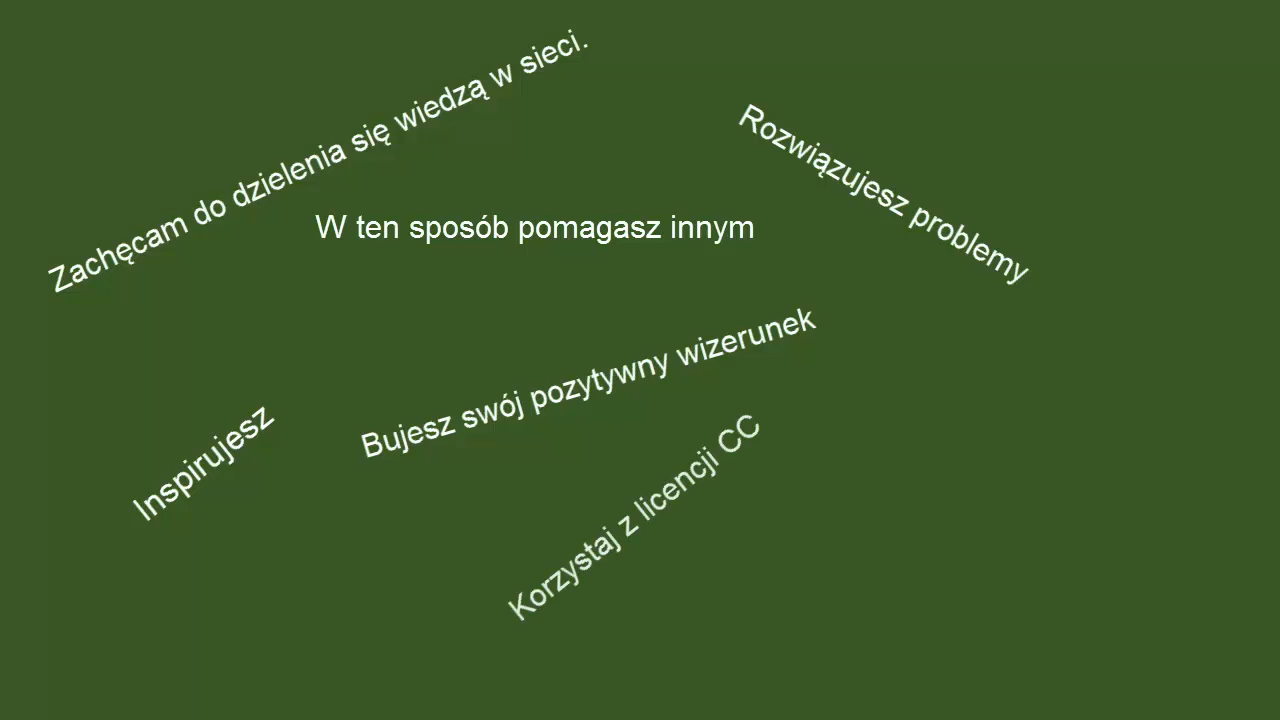 Zachęcam do dzielenia się wiedzą w sieci.
W ten sposób pomagasz innym
Rozwiązujesz problemy
Bujesz swój pozytywny wizerunek
Inspirujesz
Korzystaj z licencji CC